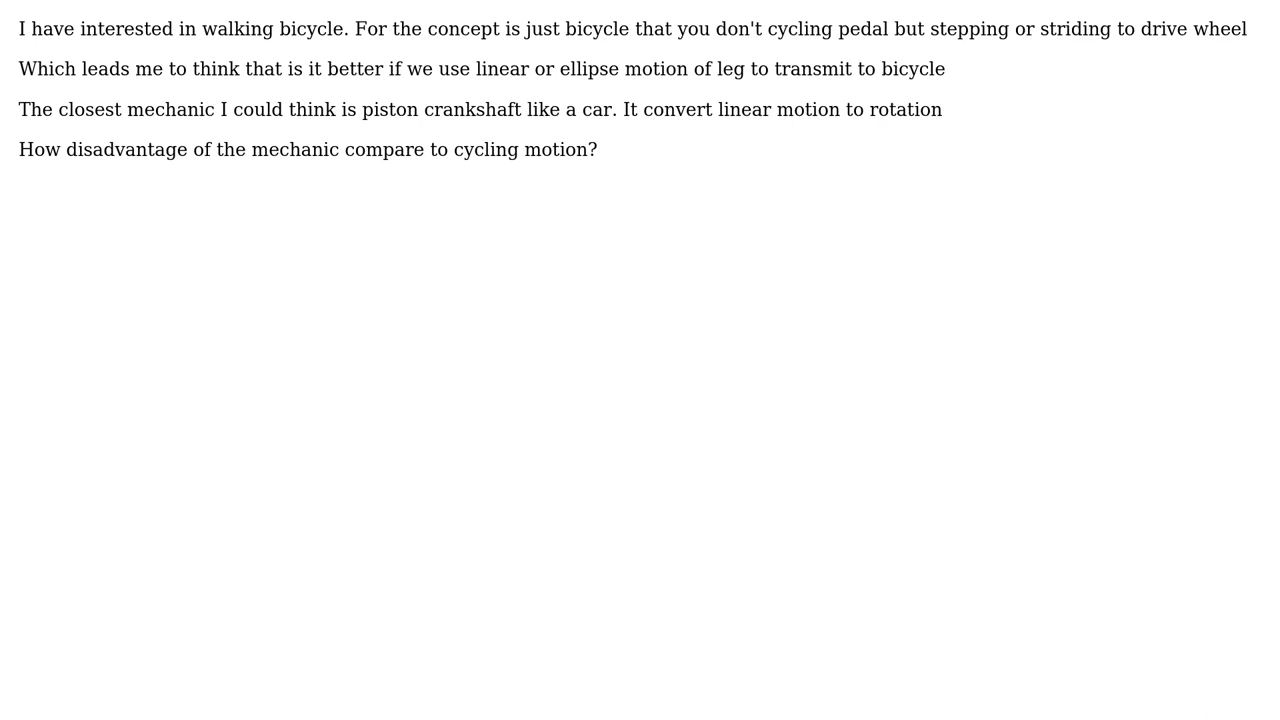 I have interested in walking bicycle. For the concept is just bicycle that you don't cycling pedal but stepping or striding to drive wheel
Which leads me to think that is it better if we use linear or ellipse motion of leg to transmit to bicycle
The closest mechanic I could think is piston crankshaft like a car. It convert linear motion to rotation
How disadvantage of the mechanic compare to cycling motion?